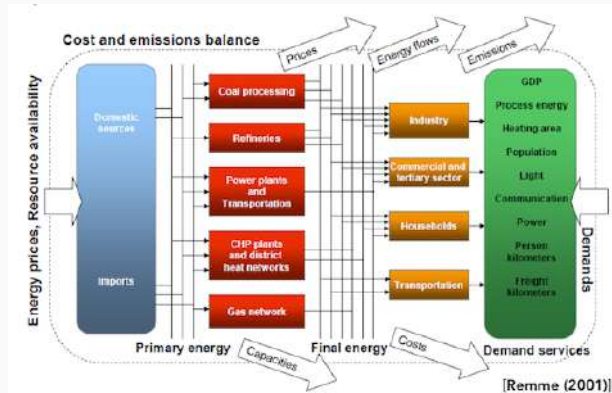 Cost and emissions balance
Prices
Energy flows
Emissions
Energy prices, Resource availability
Domestic
sources
Imports
Coal processing
Refineries
Power plants
and
Transportation
CHP plants
and district
heat networks
Gas network
Industry
Commercial and
tertiary sector
Households
Transportation
GDP
Process energy
Heating area
Population
Light
Communication
Power
Person
kilometers
Freight
kilometers
Demands
Primary energy
Final energy
Demand services
Capacities
Costs
[Remme (2001)]